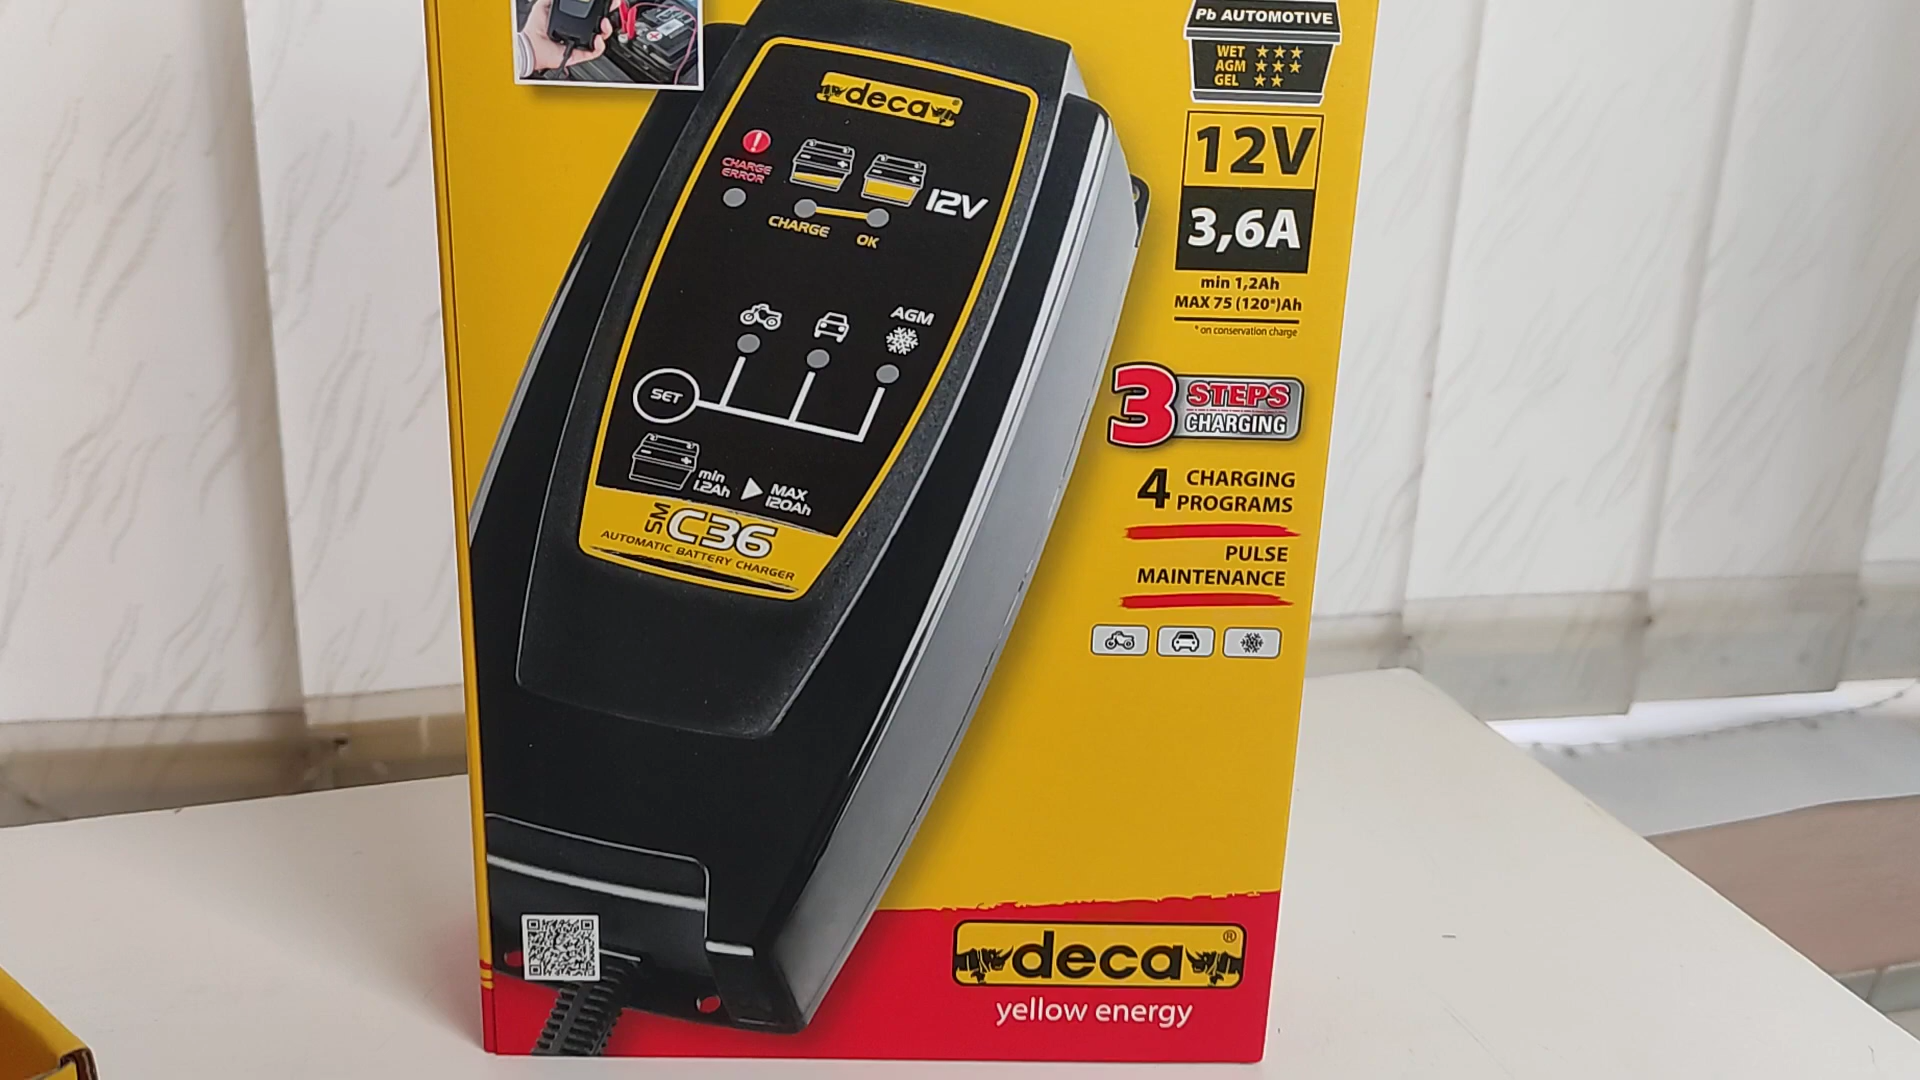 deca®
CHARGE
ERROR
12V
CHARGE OK
AGM
SET
min
1.2Ah
MAX
120Ah
SM C36
AUTOMATIC BATTERY CHARGER
Pb AUTOMOTIVE
WET ★★★
AGM ★★★
GEL ★★
12V
3,6A
min 1,2Ah
MAX 75 (120*)Ah
* on conservation charge
3 STEPS
CHARGING
4 CHARGING
PROGRAMS
PULSE
MAINTENANCE
deca®
yellow energy